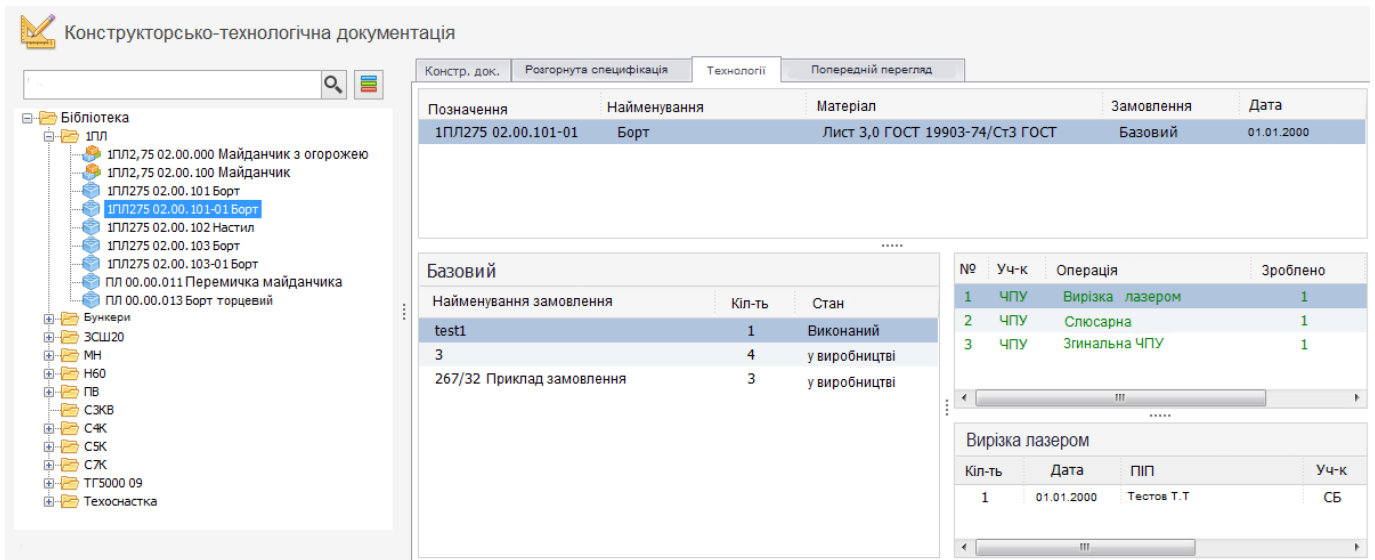 Конструкторсько-технологічна документація
Констр. док. Розгорнута специфікація Технології Попередній перегляд
Бібліотека
1ПЛ
1ПЛ2,75 02.00.000 Майданчик з огорожею
1ПЛ2,75 02.00.100 Майданчик
1ПЛ275 02.00.101 Борт
1ПЛ275 02.00.101-01 Борт
1ПЛ275 02.00.102 Настил
1ПЛ275 02.00.103 Борт
1ПЛ275 02.00.103-01 Борт
ПЛ 00.00.011 Перемичка майданчика
ПЛ 00.00.013 Борт торцевий
Бункери
ЗСШ20
МН
Н60
ПВ
СЗКВ
С4К
С5К
С7К
ТГ5000 09
Техоснастка
Позначення Найменування Матеріал Замовлення Дата
1ПЛ275 02.00.101-01 Борт Лист 3,0 ГОСТ 19903-74/Ст3 ГОСТ Базовий 01.01.2000
Базовий
Найменування замовлення Кіл-ть Стан
test1 1 Виконаний
3 4 у виробництві
267/32 Приклад замовлення 3 у виробництві
№ Уч-к Операція Зроблено
1 ЧПУ Вирізка лазером 1
2 ЧПУ Слюсарна 1
3 ЧПУ Згинальна ЧПУ 1
Вирізка лазером
Кіл-ть Дата ПІП Уч-к
1 01.01.2000 Тестов Т.Т СБ